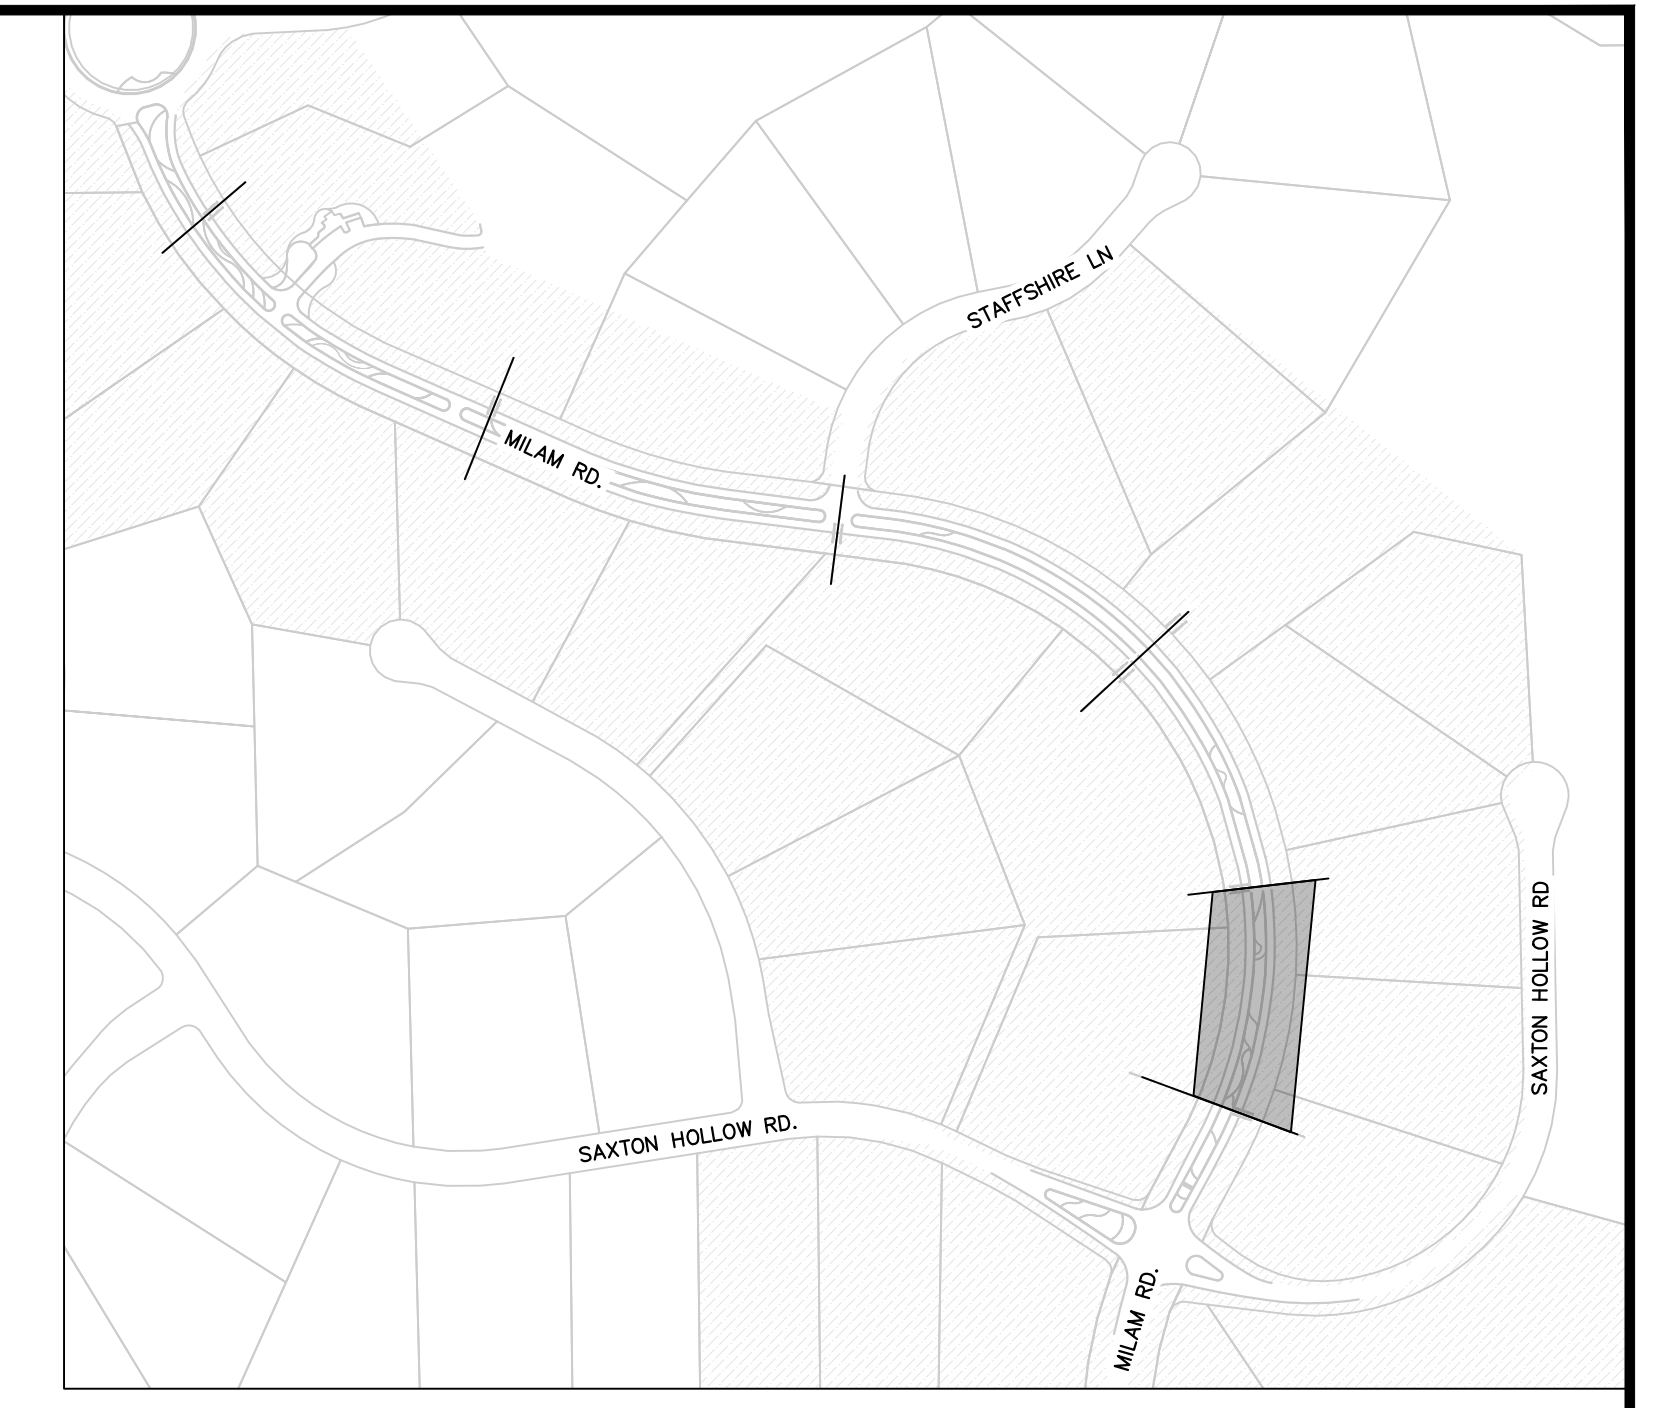 STAFFSHIRE LN
MILAM RD.
SAXTON HOLLOW RD
SAXTON HOLLOW RD.
MILAM RD.